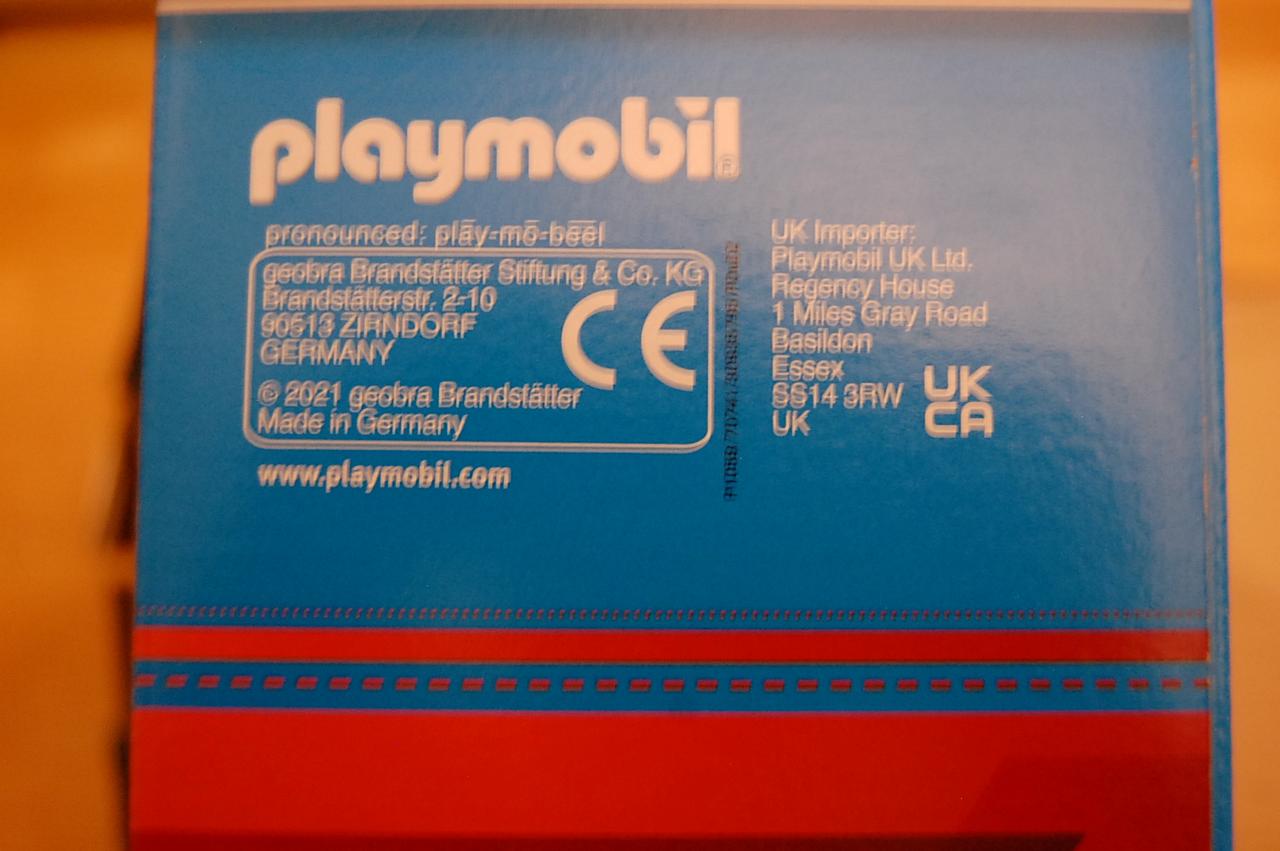 playmobil®
pronounced: plāy-mō-bēēl
geobra Brandstätter Stiftung & Co. KG
Brandstätterstr. 2-10
90513 ZIRNDORF
GERMANY
CE
© 2021 geobra Brandstätter
Made in Germany
www.playmobil.com
UK Importer:
Playmobil UK Ltd.
Regency House
1 Miles Gray Road
Basildon
Essex
SS14 3RW
UK
UK
CA